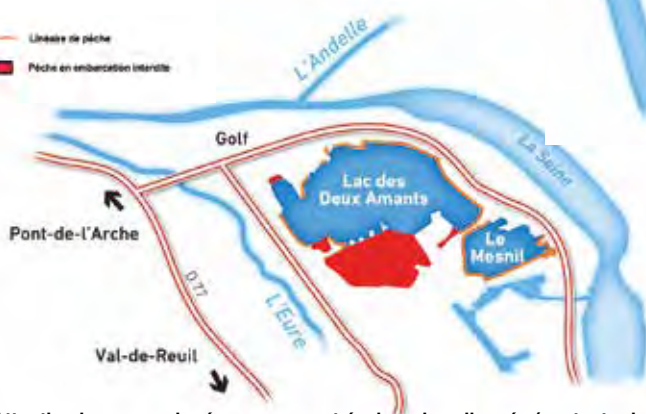 Linéaire de pêche
Pêche en embarcation interdite
L'Andelle
Golf
La Seine
Lac des
Deux Amants
Le
Mesnil
Pont-de-l'Arche
D 77
L'Eure
Val-de-Reuil